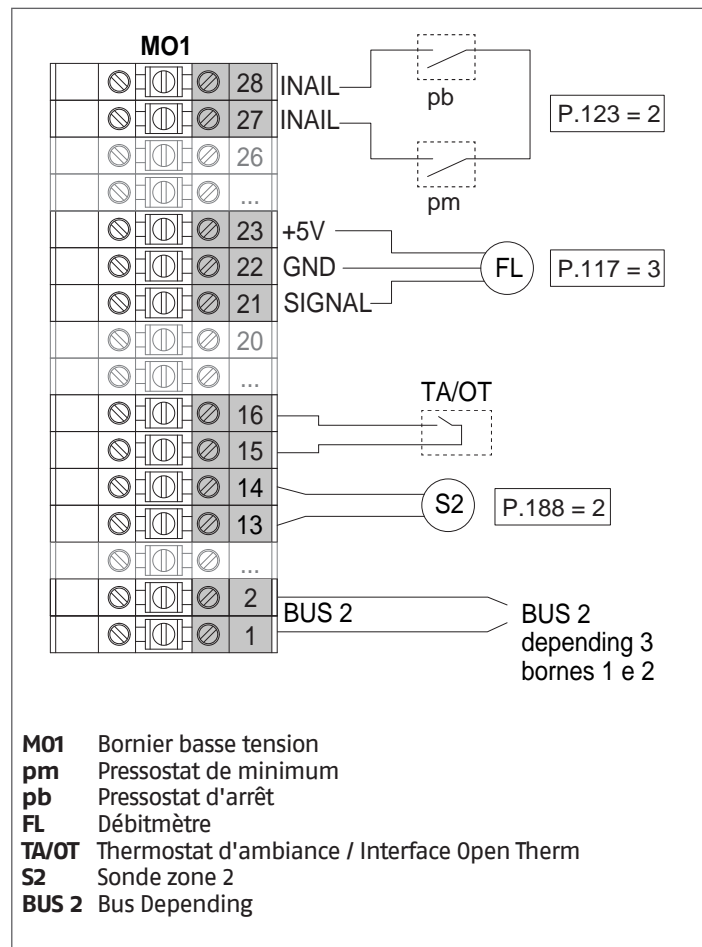 MO1
28 INAIL
pb
27 INAIL
P.123 = 2
26
pm
...
23 +5V
22 GND
FL
P.117 = 3
21 SIGNAL
20
...
TA/OT
16
15
14
S2
P.188 = 2
13
...
2
BUS 2
1
BUS 2
depending 3
bornes 1 e 2
MO1 Bornier basse tension
pm Pressostat de minimum
pb Pressostat d'arrêt
FL Débitmètre
TA/OT Thermostat d'ambiance / Interface Open Therm
S2 Sonde zone 2
BUS 2 Bus Depending